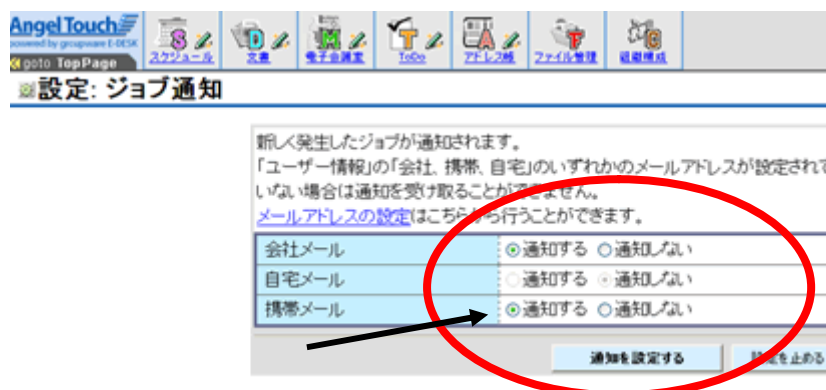 AngelTouch
powered by groupware E-DESK
goto TopPage
スケジュール 文書 電子会議室 ToDo アドレス帳 ファイル管理 組織構成
設定: ジョブ通知
新しく発生したジョブが通知されます。
「ユーザー情報」の「会社、携帯、自宅」のいずれかのメールアドレスが設定されて
いない場合は通知を受け取ることができません。
メールアドレスの設定はこちらから行うことができます。
会社メール 通知する 通知しない
自宅メール 通知する 通知しない
携帯メール 通知する 通知しない
通知を設定する 設定を止める